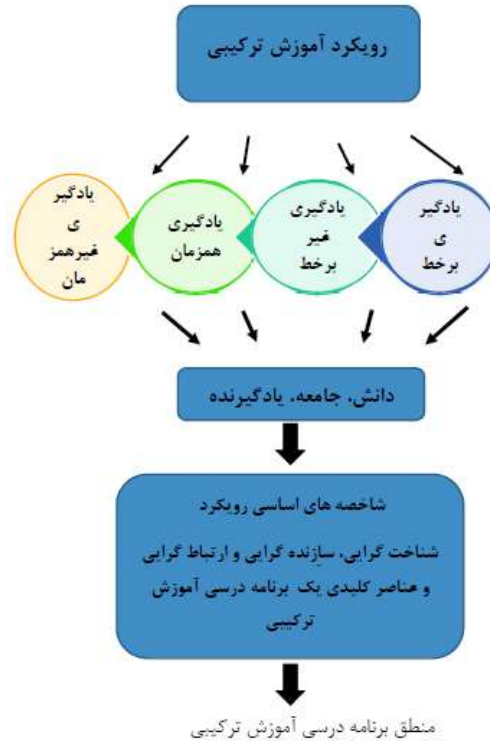 رویکرد آموزش ترکیبی
یادگیر
ی
برخط
یادگیری
غیر
برخط
یادگیری
همزمان
یادگیر
ی
غیرهمز
مان
دانش، جامعه، یادگیرنده
شاخصه های اساسی رویکرد
شناخت گرایی، سازنده گرایی و ارتباط گرایی
و عناصر کلیدی یک برنامه درسی آموزش
ترکیبی
منطق برنامه درسی آموزش ترکیبی